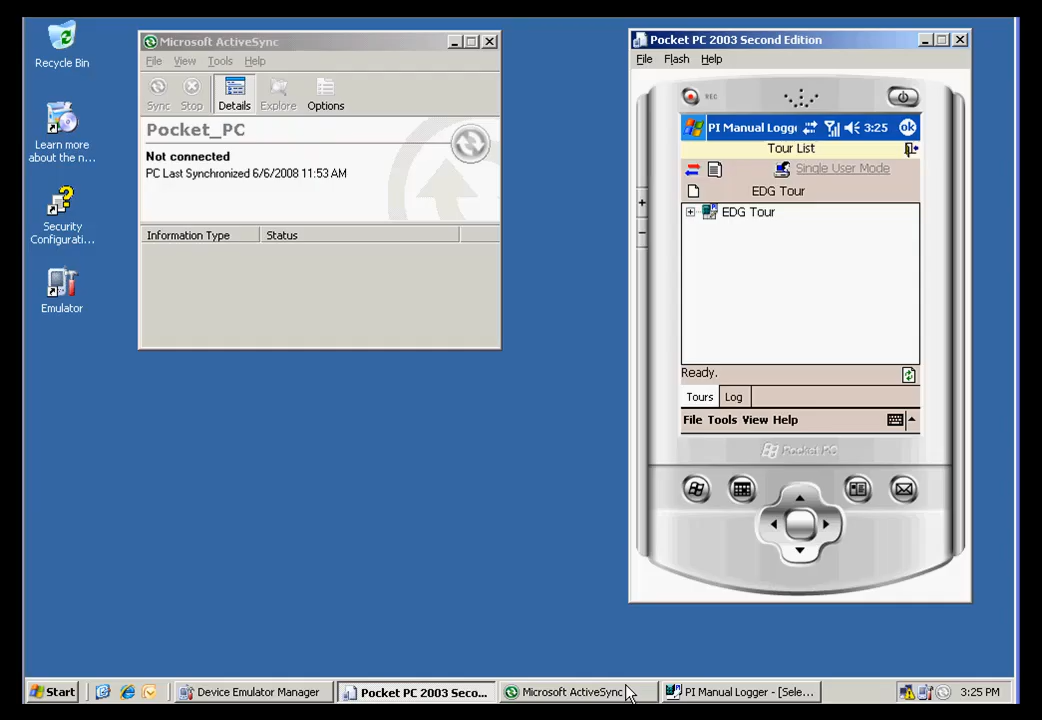 Recycle Bin
Learn more
about the n...
Security
Configurati...
Emulator
Microsoft ActiveSync
File View Tools Help
Sync Stop Details Explore Options
Pocket_PC
Not connected
PC Last Synchronized 6/6/2008 11:53 AM
Information Type Status
Pocket PC 2003 Second Edition
File Flash Help
REC
PI Manual Logge 3:25 ok
Tour List
Single User Mode
EDG Tour
EDG Tour
Ready.
Tours Log
File Tools View Help
Pocket PC
Start
Device Emulator Manager
Pocket PC 2003 Seco...
Microsoft ActiveSync
PI Manual Logger - [Sele...
3:25 PM